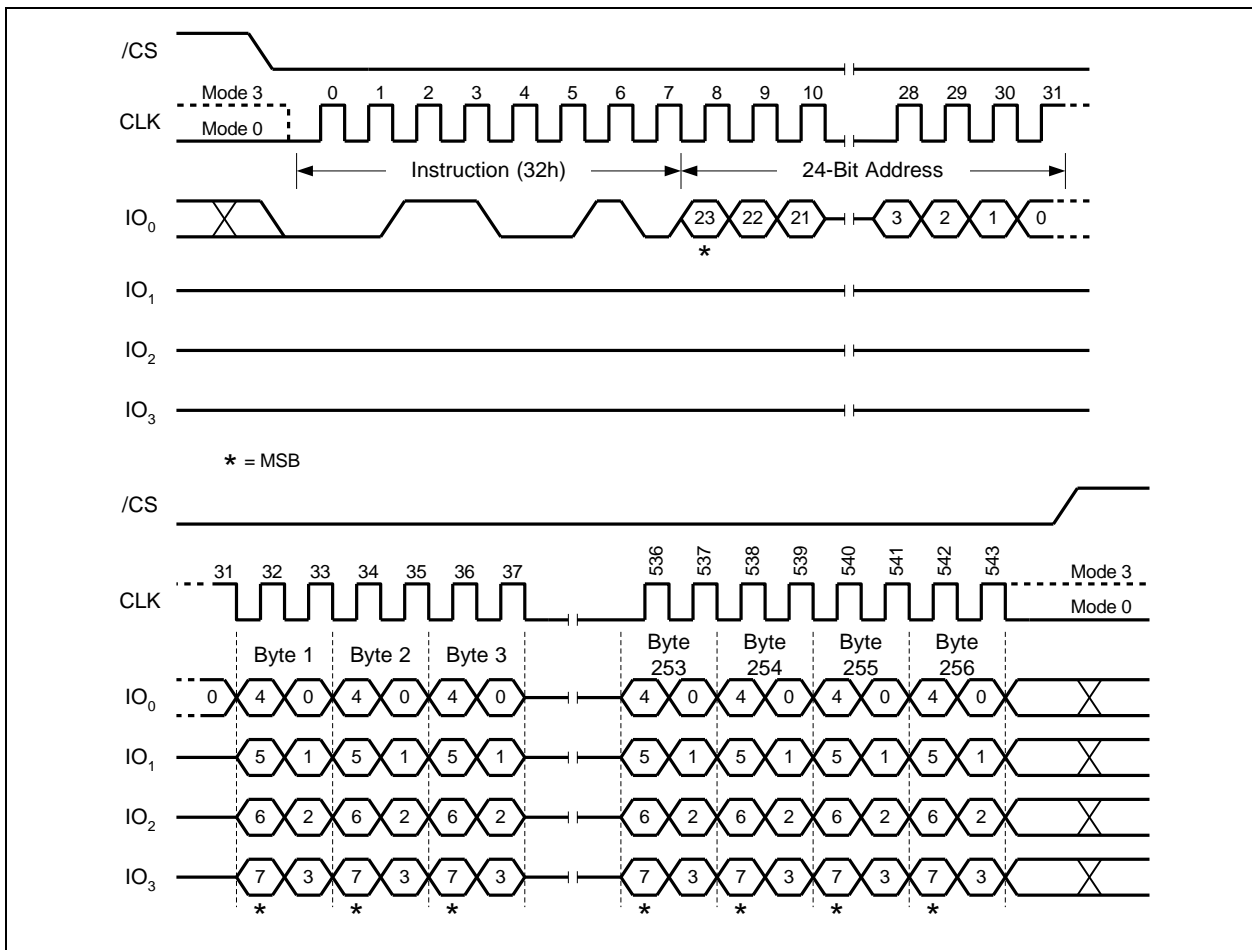 /CS
Mode 3 0 1 2 3 4 5 6 7 8 9 10 28 29 30 31
CLK
Mode 0
Instruction (32h) 24-Bit Address
IO0 23 22 21 3 2 1 0
*
IO1
IO2
IO3
* = MSB
/CS
31 32 33 34 35 36 37 536 537 538 539 540 541 542 543 Mode 3
CLK
Mode 0
Byte 1 Byte 2 Byte 3 Byte 253 Byte 254 Byte 255 Byte 256
IO0 0 4 0 4 0 4 0 4 0 4 0 4 0 4 0
IO1 5 1 5 1 5 1 5 1 5 1 5 1 5 1
IO2 6 2 6 2 6 2 6 2 6 2 6 2 6 2
IO3 7 3 7 3 7 3 7 3 7 3 7 3 7 3
* * * * * * *